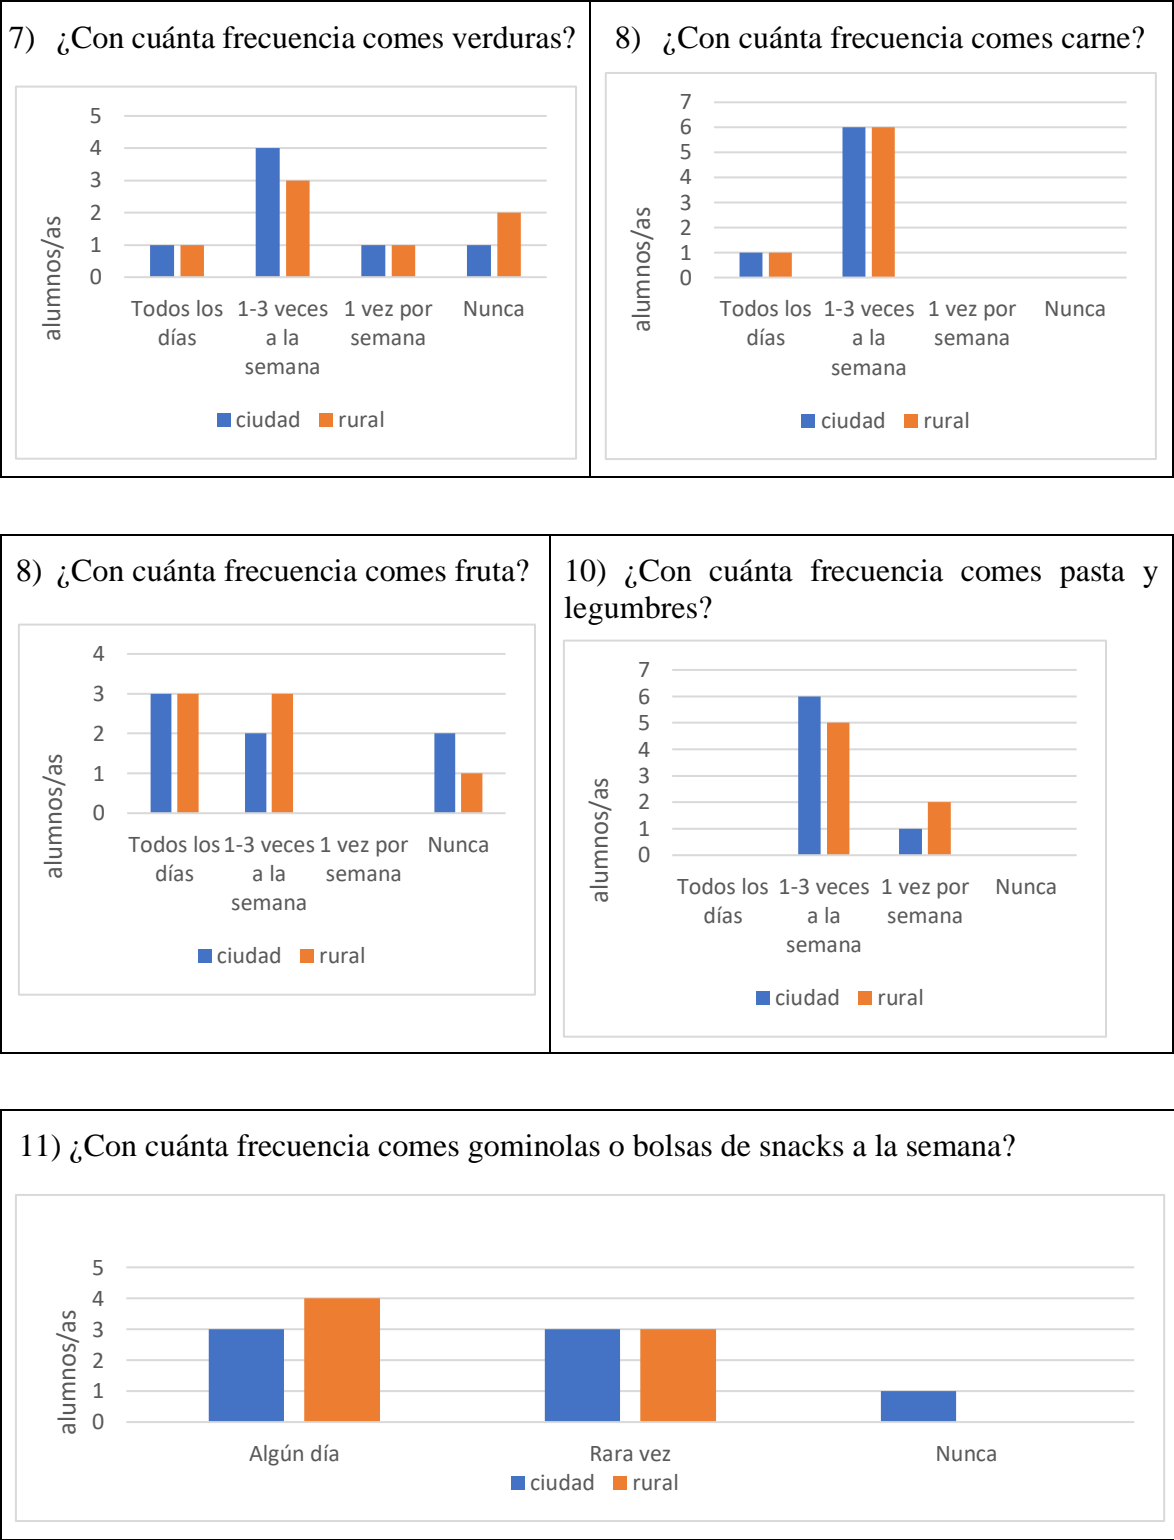 7) ¿Con cuánta frecuencia comes verduras?
5
4
3
2
1
0
alumnos/as
Todos los días
1-3 veces a la semana
1 vez por semana
Nunca
ciudad rural
8) ¿Con cuánta frecuencia comes carne?
7
6
5
4
3
2
1
0
alumnos/as
Todos los días
1-3 veces a la semana
1 vez por semana
Nunca
ciudad rural
8) ¿Con cuánta frecuencia comes fruta?
4
3
2
1
0
alumnos/as
Todos los días
1-3 veces a la semana
1 vez por semana
Nunca
ciudad rural
10) ¿Con cuánta frecuencia comes pasta y
legumbres?
7
6
5
4
3
2
1
0
alumnos/as
Todos los días
1-3 veces a la semana
1 vez por semana
Nunca
ciudad rural
11) ¿Con cuánta frecuencia comes gominolas o bolsas de snacks a la semana?
5
4
3
2
1
0
alumnos/as
Algún día
Rara vez
Nunca
ciudad rural